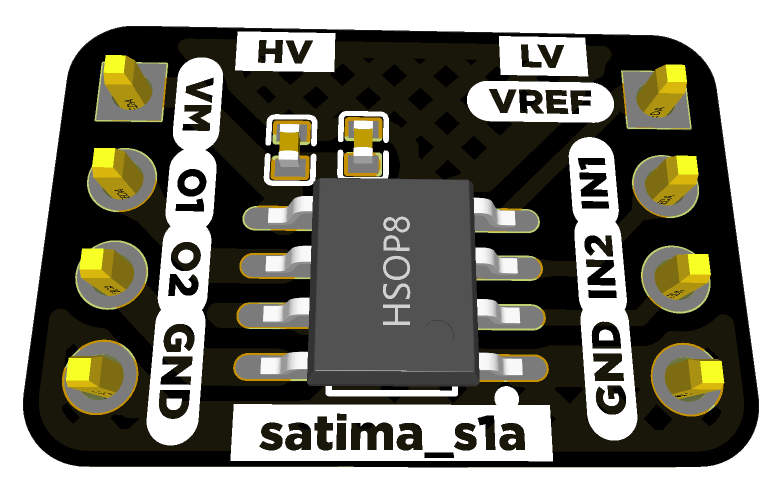 HV
LV
VREF
VM
O1
O2
GND
IN1
IN2
GND
HSOP8
satima_s1a